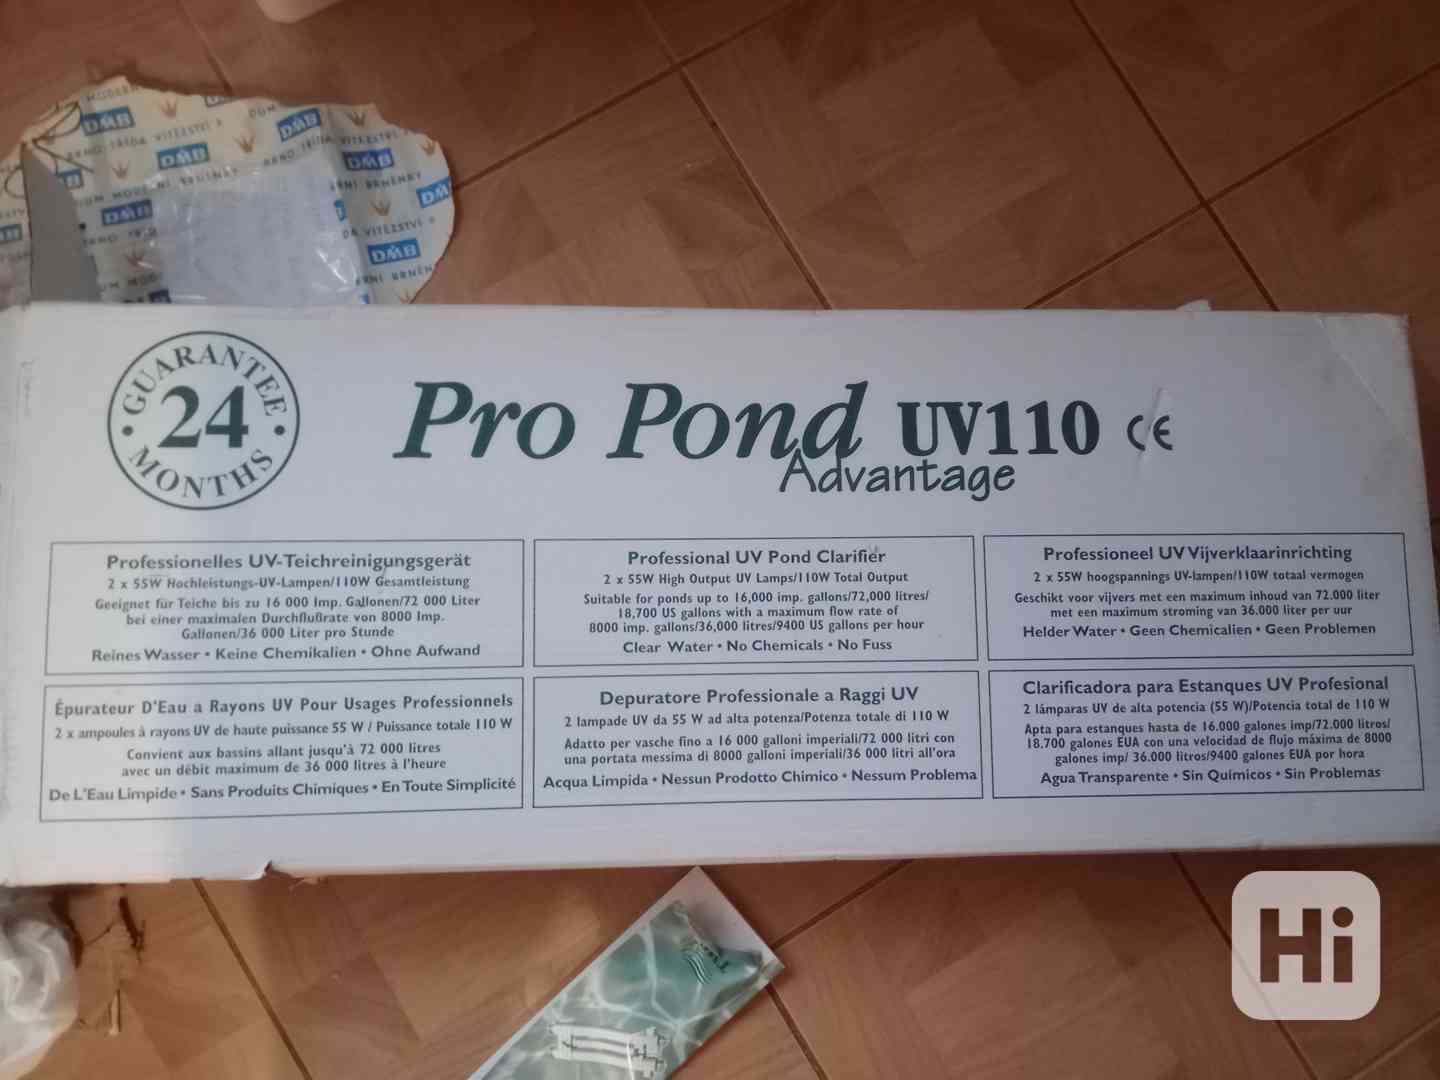 DMB
DMB
DMB
DMB
DMB
DMB
DMB
GUARANTEE
24
MONTHS
Pro Pond UV110 CE
Advantage
Professionelles UV-Teichreinigungsgerät
2 x 55W Hochleistungs-UV-Lampen/110W Gesamtleistung
Geeignet für Teiche bis zu 16 000 Imp. Gallonen/72 000 Liter
bei einer maximalen Durchflußrate von 8000 Imp.
Gallonen/36 000 Liter pro Stunde
Reines Wasser • Keine Chemikalien • Ohne Aufwand
Professional UV Pond Clarifier
2 x 55W High Output UV Lamps/110W Total Output
Suitable for ponds up to 16,000 imp. gallons/72,000 litres/
18,700 US gallons with a maximum flow rate of
8000 imp. gallons/36,000 litres/9400 US gallons per hour
Clear Water • No Chemicals • No Fuss
Professioneel UV Vijverklaarinrichting
2 x 55W hoogspannings UV-lampen/110W totaal vermogen
Geschikt voor vijvers met een maximum inhoud van 72.000 liter
met een maximum stroming van 36.000 liter per uur
Helder Water • Geen Chemicalien • Geen Problemen
Épurateur D'Eau a Rayons UV Pour Usages Professionnels
2 x ampoules à rayons UV de haute puissance 55 W / Puissance totale 110 W
Convient aux bassins allant jusqu'à 72 000 litres
avec un débit maximum de 36 000 litres à l'heure
De L'Eau Limpide • Sans Produits Chimiques • En Toute Simplicité
Depuratore Professionale a Raggi UV
2 lampade UV da 55 W ad alta potenza/Potenza totale di 110 W
Adatto per vasche fino a 16 000 galloni imperiali/72 000 litri con
una portata messima di 8000 galloni imperiali/36 000 litri all'ora
Acqua Limpida • Nessun Prodotto Chimico • Nessum Problema
Clarificadora para Estanques UV Profesional
2 lámparas UV de alta potencia (55 W)/Potencia total de 110 W
Apta para estanques hasta de 16.000 galones imp/72.000 litros/
18.700 galones EUA con una velocidad de flujo máxima de 8000
galones imp/ 36.000 litros/9400 galones EUA por hora
Agua Transparente • Sin Químicos • Sin Problemas
Hi